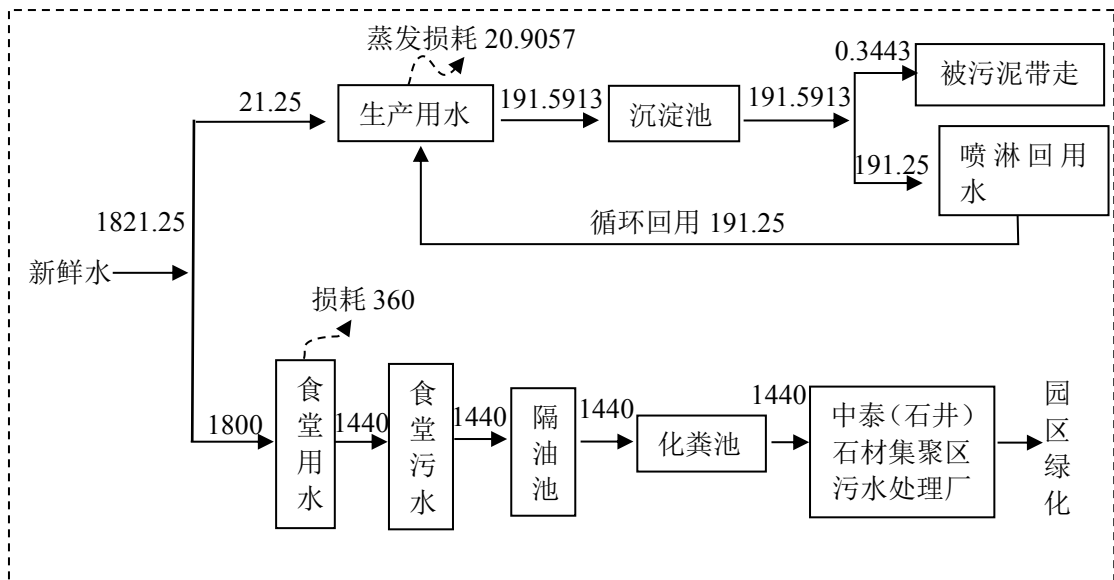 蒸发损耗 20.9057
0.3443
被污泥带走
21.25
生产用水
191.5913
沉淀池
191.5913
191.25
喷淋回用
水
循环回用 191.25
1821.25
新鲜水
损耗 360
1800
食堂用水
1440
食堂污水
1440
隔油池
1440
化粪池
1440
中泰（石井）
石材集聚区
污水处理厂
园区绿化